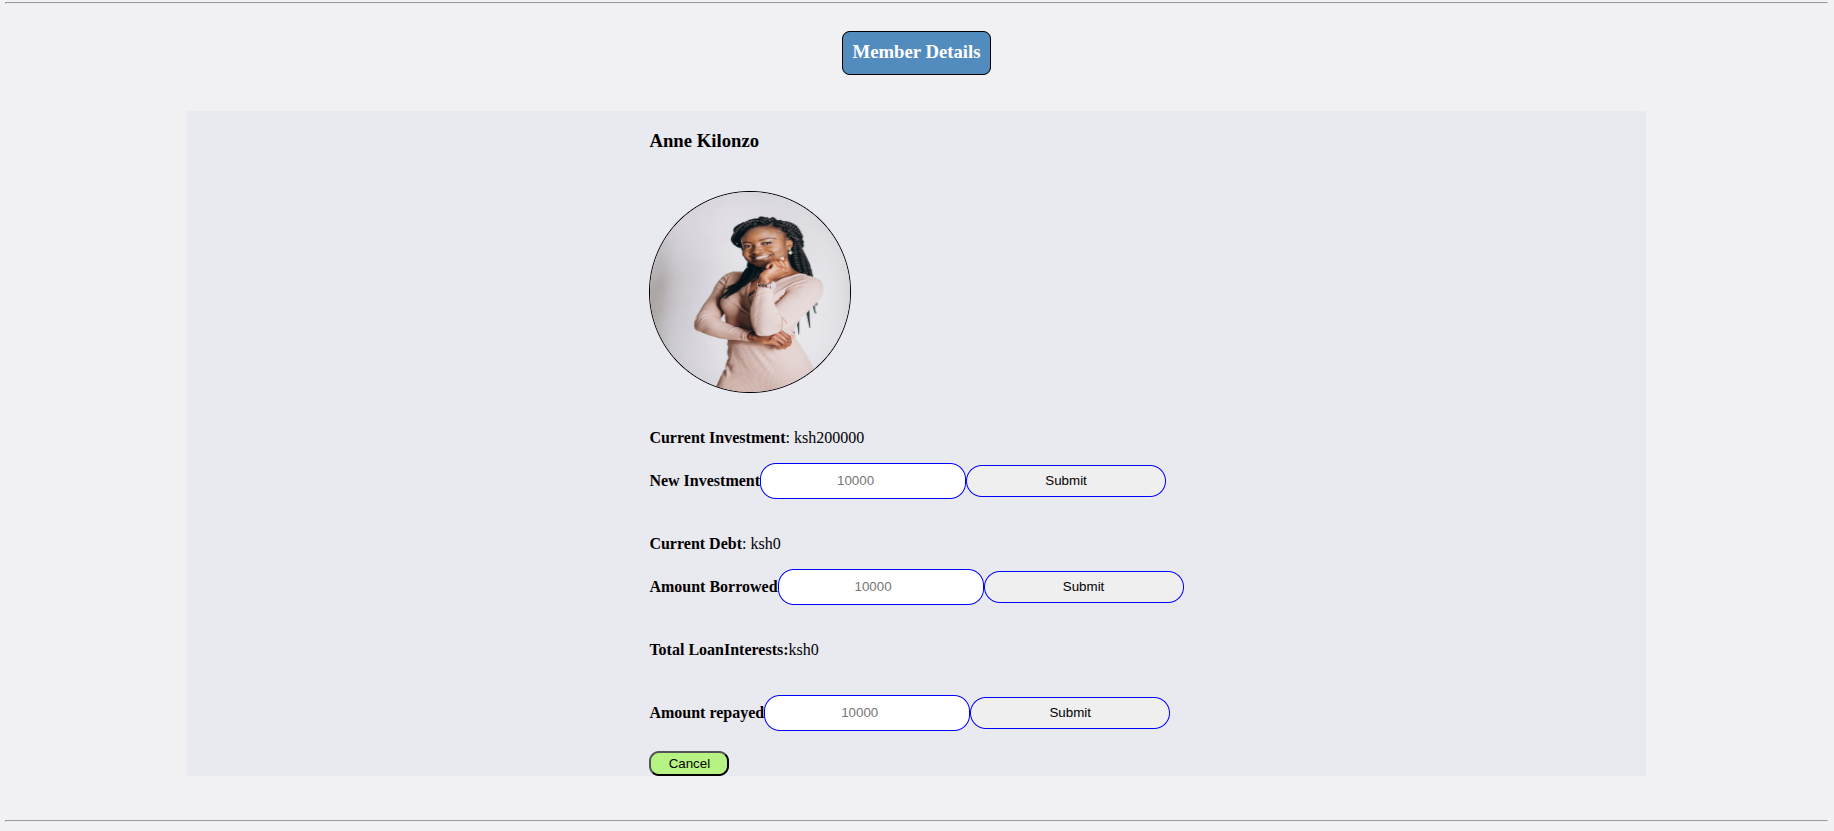 Member Details
Anne Kilonzo
Current Investment: ksh200000
New Investment 10000 Submit
Current Debt: ksh0
Amount Borrowed 10000 Submit
Total LoanInterests:ksh0
Amount repayed 10000 Submit
Cancel